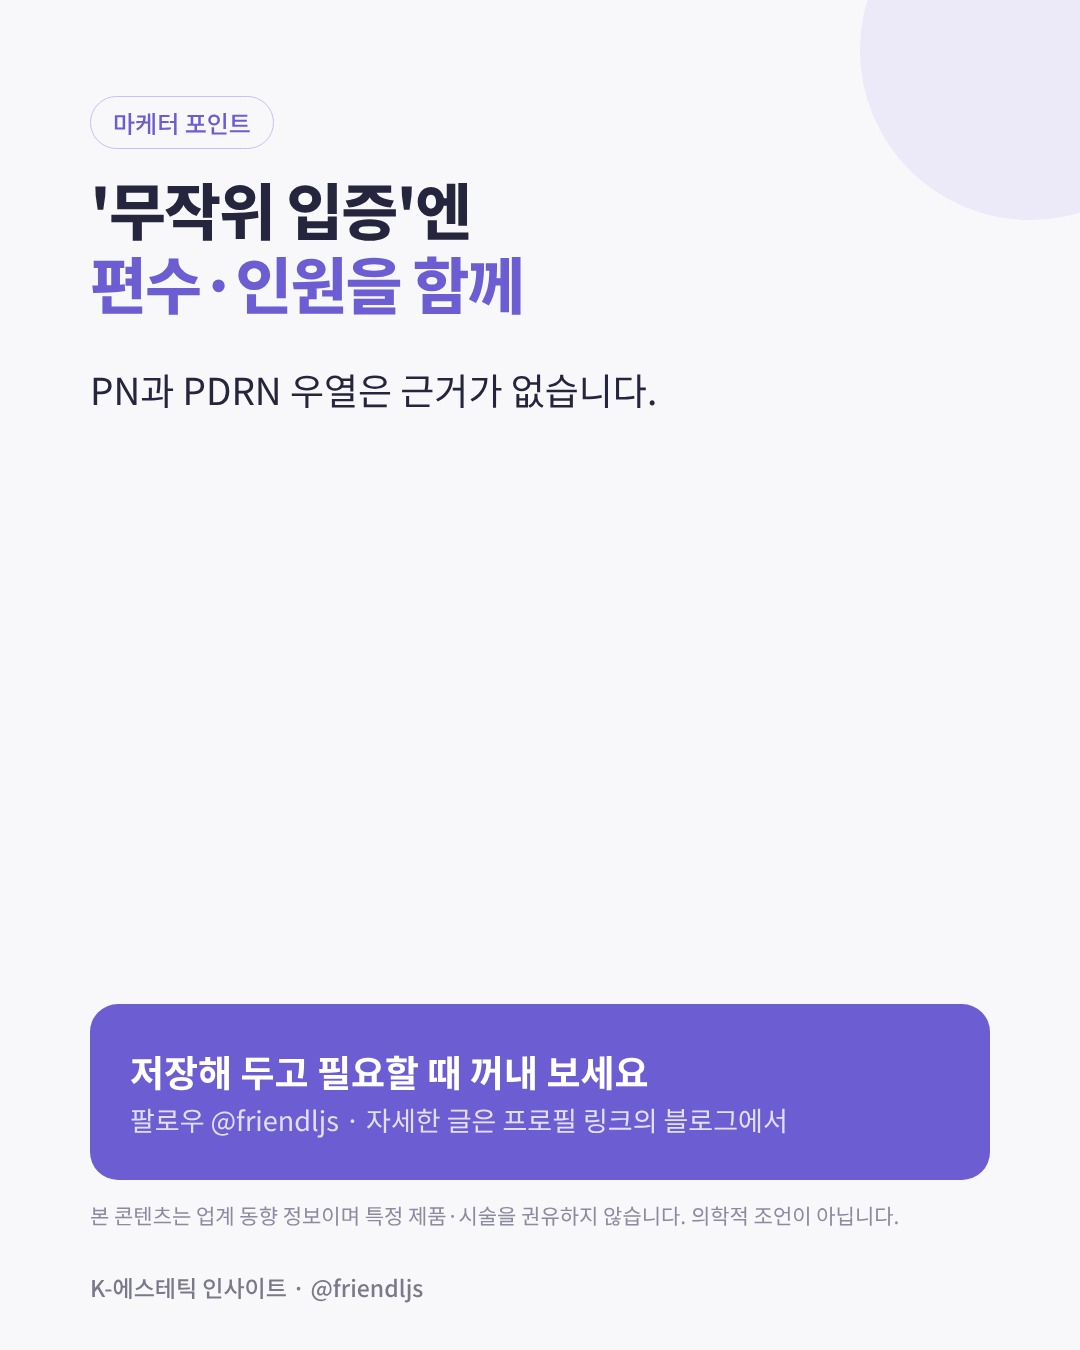 마케터 포인트
'무작위 입증'엔
편수·인원을 함께
PN과 PDRN 우열은 근거가 없습니다.
저장해 두고 필요할 때 꺼내 보세요
팔로우 @friendljs · 자세한 글은 프로필 링크의 블로그에서
본 콘텐츠는 업계 동향 정보이며 특정 제품·시술을 권유하지 않습니다. 의학적 조언이 아닙니다.
K-에스테틱 인사이트 · @friendljs